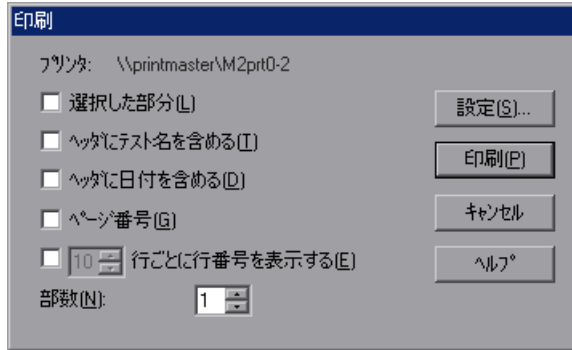 印刷
ﾌﾟﾘﾝﾀ: \\printmaster\M2prt0-2
選択した部分(L)
設定(S)...
ﾍｯﾀﾞにテスト名を含める(T)
印刷(P)
ﾍｯﾀﾞに日付を含める(D)
ﾍﾟｰｼﾞ番号(G)
ｷｬﾝｾﾙ
10 行ごとに行番号を表示する(E)
ﾍﾙﾌﾟ
部数(N): 1